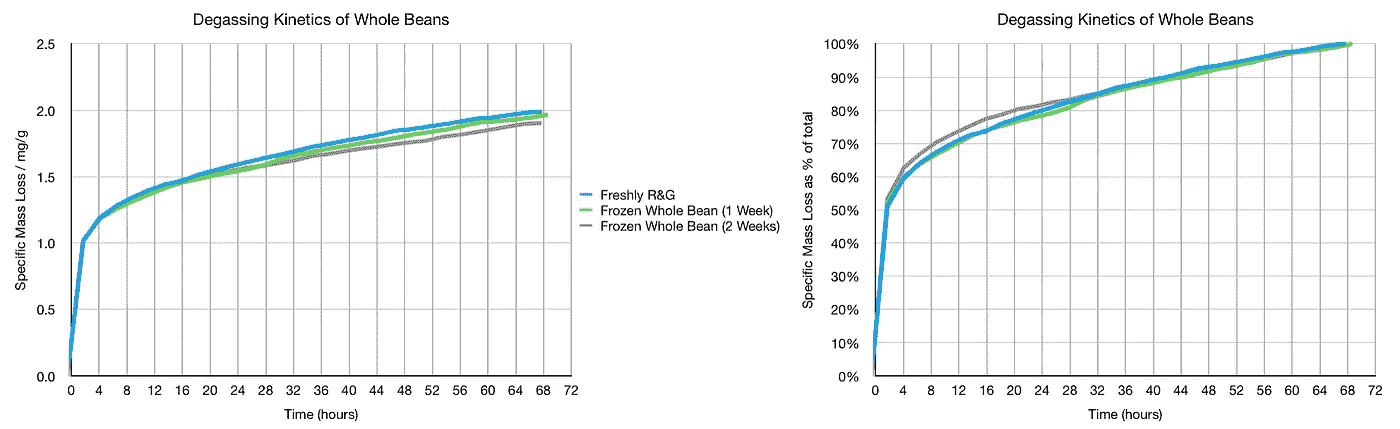 Degassing Kinetics of Whole Beans
2.5
2.0
1.5
1.0
0.5
0.0
Specific Mass Loss / mg/g
0 4 8 12 16 20 24 28 32 36 40 44 48 52 56 60 64 68 72
Time (hours)
Freshly R&G
Frozen Whole Bean (1 Week)
Frozen Whole Bean (2 Weeks)
Degassing Kinetics of Whole Beans
100%
90%
80%
70%
60%
50%
40%
30%
20%
10%
0%
Specific Mass Loss as % of total
0 4 8 12 16 20 24 28 32 36 40 44 48 52 56 60 64 68 72
Time (hours)